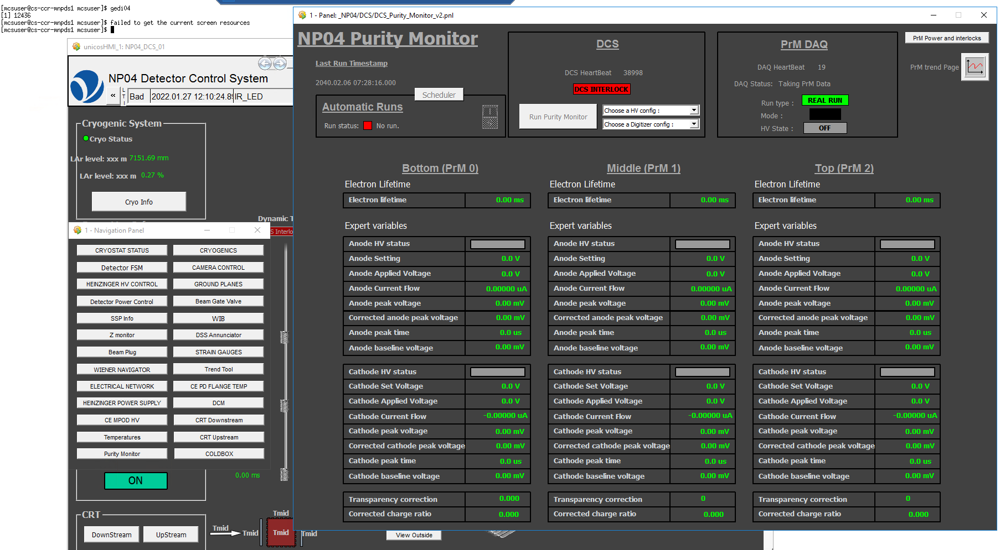 [mcsuser@cs-ccr-mnpds1 mcsuser]$ gedi04
[1] 12436
[mcsuser@cs-ccr-mnpds1 mcsuser]$ failed to get the current screen resources
[mcsuser@cs-ccr-mnpds1 mcsuser]$
unicosHMI_1: NP04_DCS_01
NP04 Detector Control System
« L T I Bad 2022.01.27 12:10:24.89 IR_LED
Cryogenic System
Cryo Status
LAr level: xxx m 7151.69 mm
LAr level: xxx m 0.27 %
Cryo Info
Dynamic T
S Interlo
1 - Navigation Panel
CRYOSTAT STATUS CRYOGENICS
Detector FSM CAMERA CONTROL
HEINZINGER HV CONTROL GROUND PLANES
Detector Power Control Beam Gate Valve
SSP Info WIB
Z monitor DSS Annunciator
Beam Plug STRAIN GAUGES
WIENER NAVIGATOR Trend Tool
ELECTRICAL NETWORK CE PD FLANGE TEMP
HEINZINGER POWER SUPPLY DCM
CE MPOD HV CRT Downstream
Temperatures CRT Upstream
Purity Monitor COLDBOX
ON 0.00 ms
CRT
DownStream UpStream
Tmid
Tmid
Tmid
Tmid
Tmid
View Outside
1 - Panel: _NP04/DCS/DCS_Purity_Monitor_v2.pnl
NP04 Purity Monitor
Last Run Timestamp
2040.02.06 07:28:16.000
Scheduler
Automatic Runs
Run status: No run.
DCS
DCS HeartBeat 38998
DCS INTERLOCK
Run Purity Monitor
Choose a HV config :
Choose a Digitizer config :
PrM DAQ
DAQ HeartBeat 19
DAQ Status: Taking PrM Data
Run type : REAL RUN
Mode :
HV State : OFF
PrM Power and interlocks
PrM trend Page
Bottom (PrM 0)
Electron Lifetime
Electron lifetime 0.00 ms
Expert variables
Anode HV status
Anode Setting 0.0 V
Anode Applied Voltage 0.0 V
Anode Current Flow 0.00000 uA
Anode peak voltage 0.00 mV
Corrected anode peak voltage 0.00 mV
Anode peak time 0.0 us
Anode baseline voltage 0.00 mV
Cathode HV status
Cathode Set Voltage 0.0 V
Cathode Applied Voltage 0.0 V
Cathode Current Flow -0.00000 uA
Cathode peak voltage 0.00 mV
Corrected cathode peak voltage 0.00 mV
Cathode peak time 0.0 us
Cathode baseline voltage 0.00 mV
Transparency correction 0.000
Corrected charge ratio 0.000
Middle (PrM 1)
Electron Lifetime
Electron lifetime 0.00 ms
Expert variables
Anode HV status
Anode Setting 0.0 V
Anode Applied Voltage 0.0 V
Anode Current Flow 0.00000 uA
Anode peak voltage 0.00 mV
Corrected anode peak voltage 0.00 mV
Anode peak time 0.0 us
Anode baseline voltage 0.00 mV
Cathode HV status
Cathode Set Voltage 0.0 V
Cathode Applied Voltage 0.0 V
Cathode Current Flow -0.00000 uA
Cathode peak voltage 0.00 mV
Corrected cathode peak voltage 0.00 mV
Cathode peak time 0.0 us
Cathode baseline voltage 0.00 mV
Transparency correction 0
Corrected charge ratio 0.000
Top (PrM 2)
Electron Lifetime
Electron lifetime 0.00 ms
Expert variables
Anode HV status
Anode Setting 0.0 V
Anode Applied Voltage 0.0 V
Anode Current Flow 0.00000 uA
Anode peak voltage 0.00 mV
Corrected anode peak voltage 0.00 mV
Anode peak time 0.0 us
Anode baseline voltage 0.00 mV
Cathode HV status
Cathode Set Voltage 0.0 V
Cathode Applied Voltage 0.0 V
Cathode Current Flow -0.00000 uA
Cathode peak voltage 0.00 mV
Corrected cathode peak voltage 0.00 mV
Cathode peak time 0.0 us
Cathode baseline voltage 0.00 mV
Transparency correction 0
Corrected charge ratio 0.000